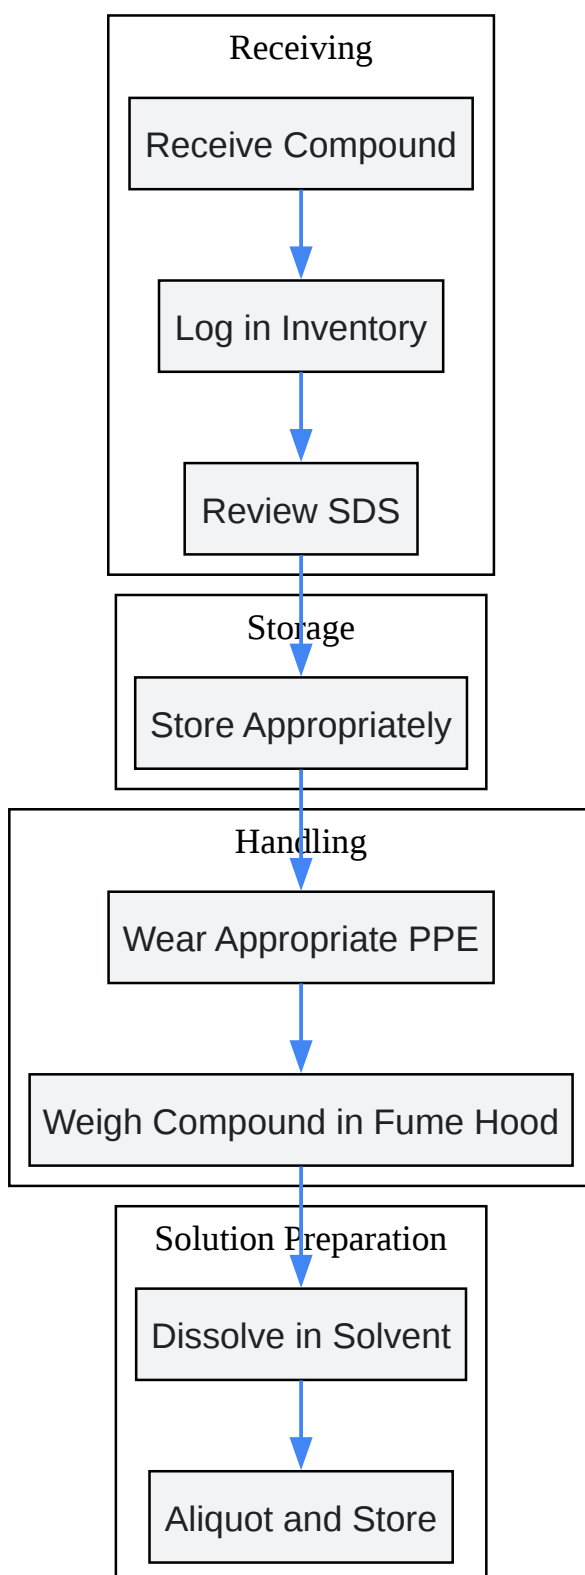 Receiving
Receive Compound
Log in Inventory
Review SDS
Storage
Store Appropriately
Handling
Wear Appropriate PPE
Weigh Compound in Fume Hood
Solution Preparation
Dissolve in Solvent
Aliquot and Store